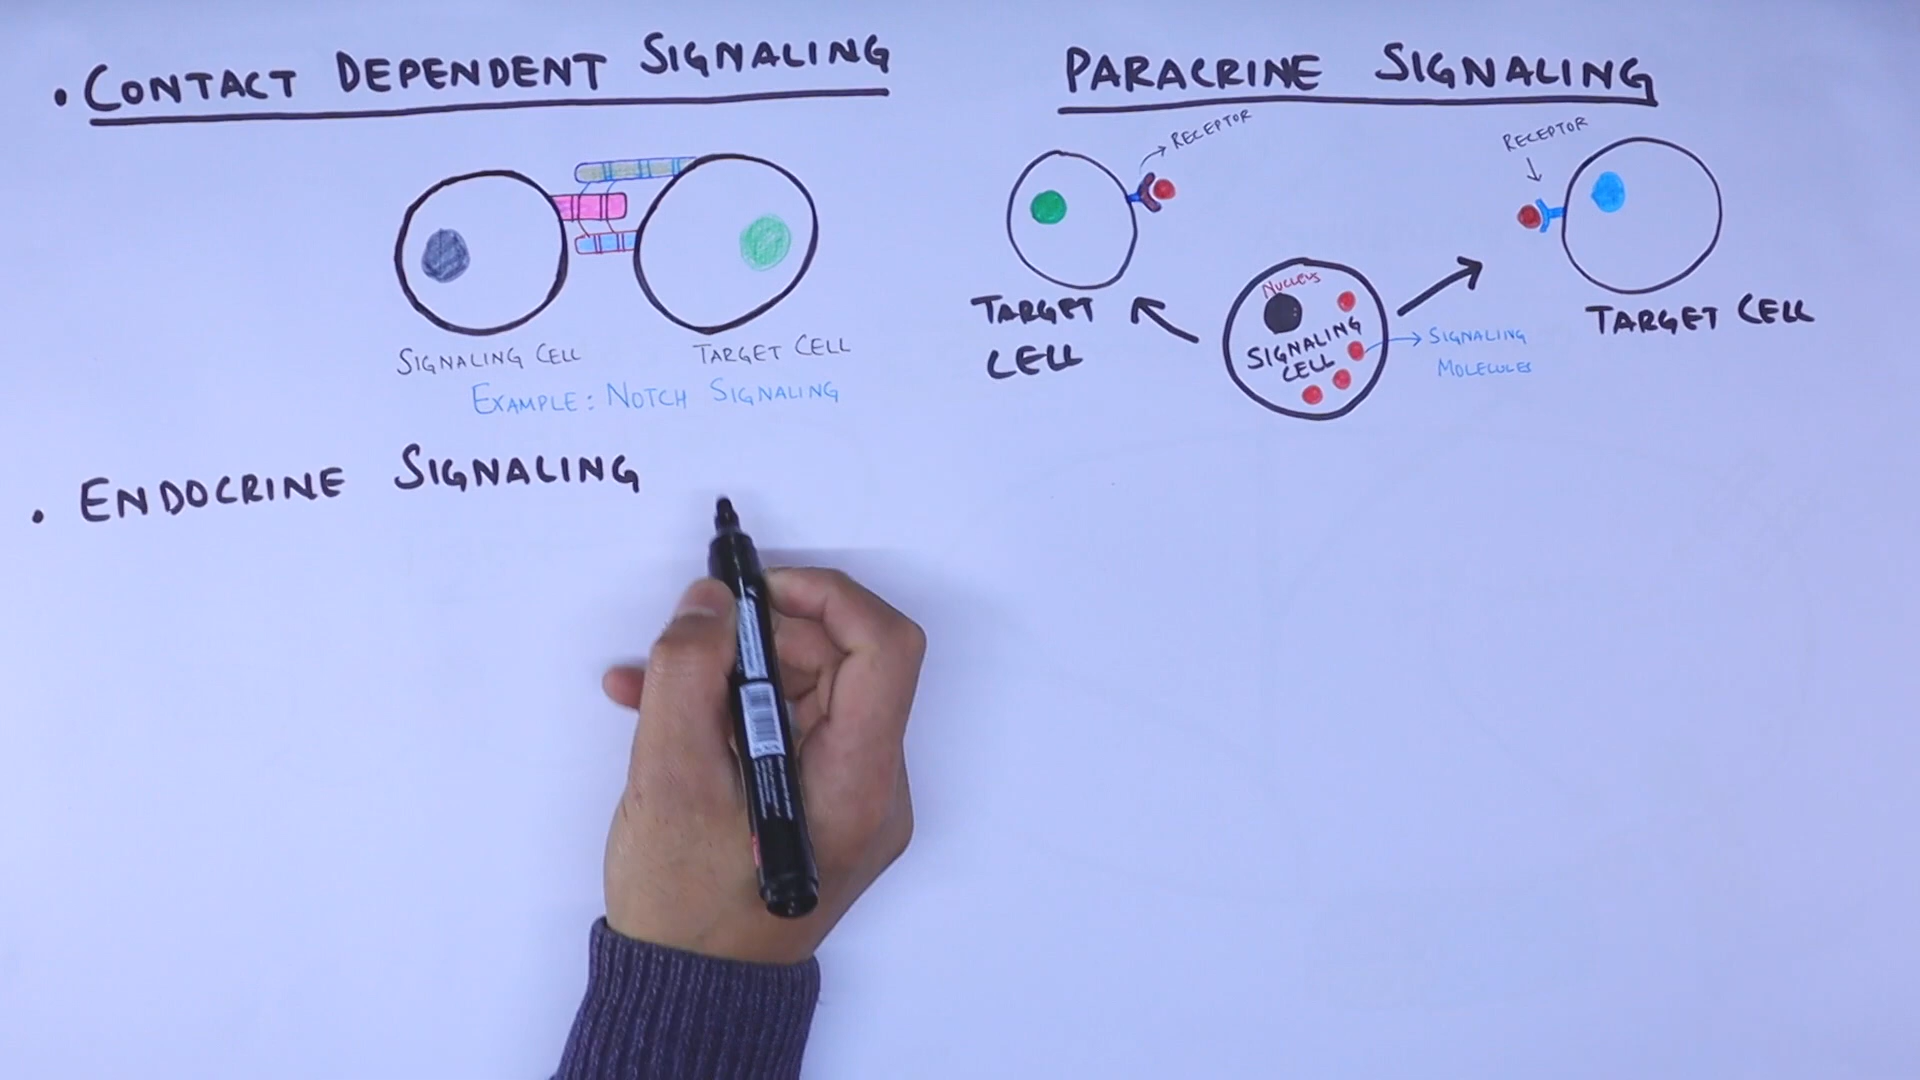 . CONTACT DEPENDENT SIGNALING
SIGNALING CELL
TARGET CELL
EXAMPLE: NOTCH SIGNALING
PARACRINE SIGNALING
RECEPTOR
RECEPTOR
TARGET
CELL
NUCLEUS
SIGNALING
CELL
SIGNALING
MOLECULES
TARGET CELL
. ENDOCRINE SIGNALING